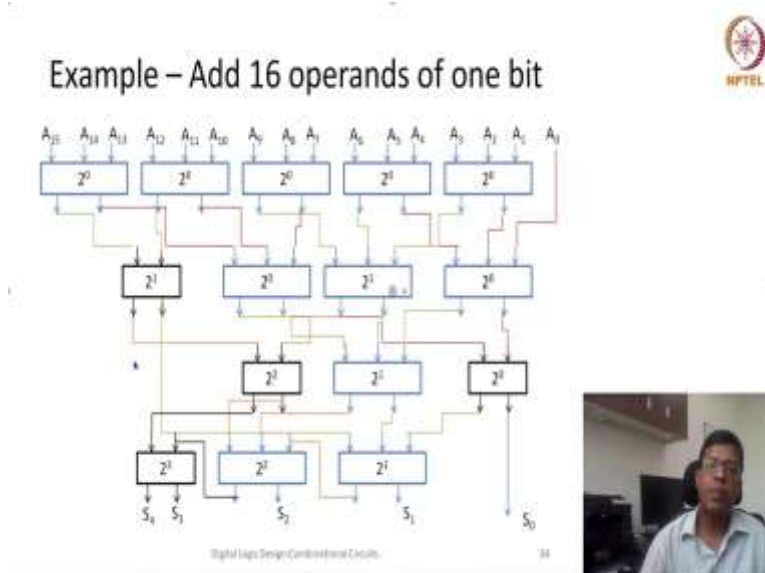 Example – Add 16 operands of one bit
NPTEL
A₁₅ A₁₄ A₁₃ A₁₂ A₁₁ A₁₀ A₉ A₈ A₇ A₆ A₅ A₄ A₃ A₂ A₁ A₀
2⁰ 2⁰ 2⁰ 2⁰ 2⁰
2¹ 2⁰ 2¹ 2⁰
2² 2¹ 2⁰
2³ 2² 2¹
S₄ S₃ S₂ S₁ S₀
Digital Logic Design:Combinational Circuits.